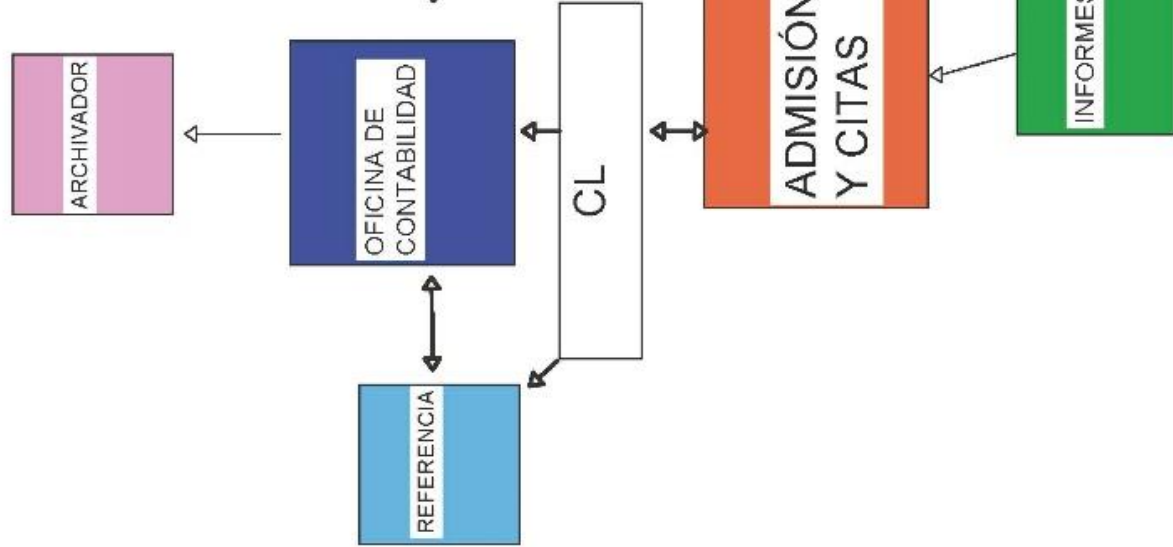 ARCHIVADOR
OFICINA DE
CONTABILIDAD
REFERENCIA
CL
ADMISIÓN
Y CITAS
INFORMES